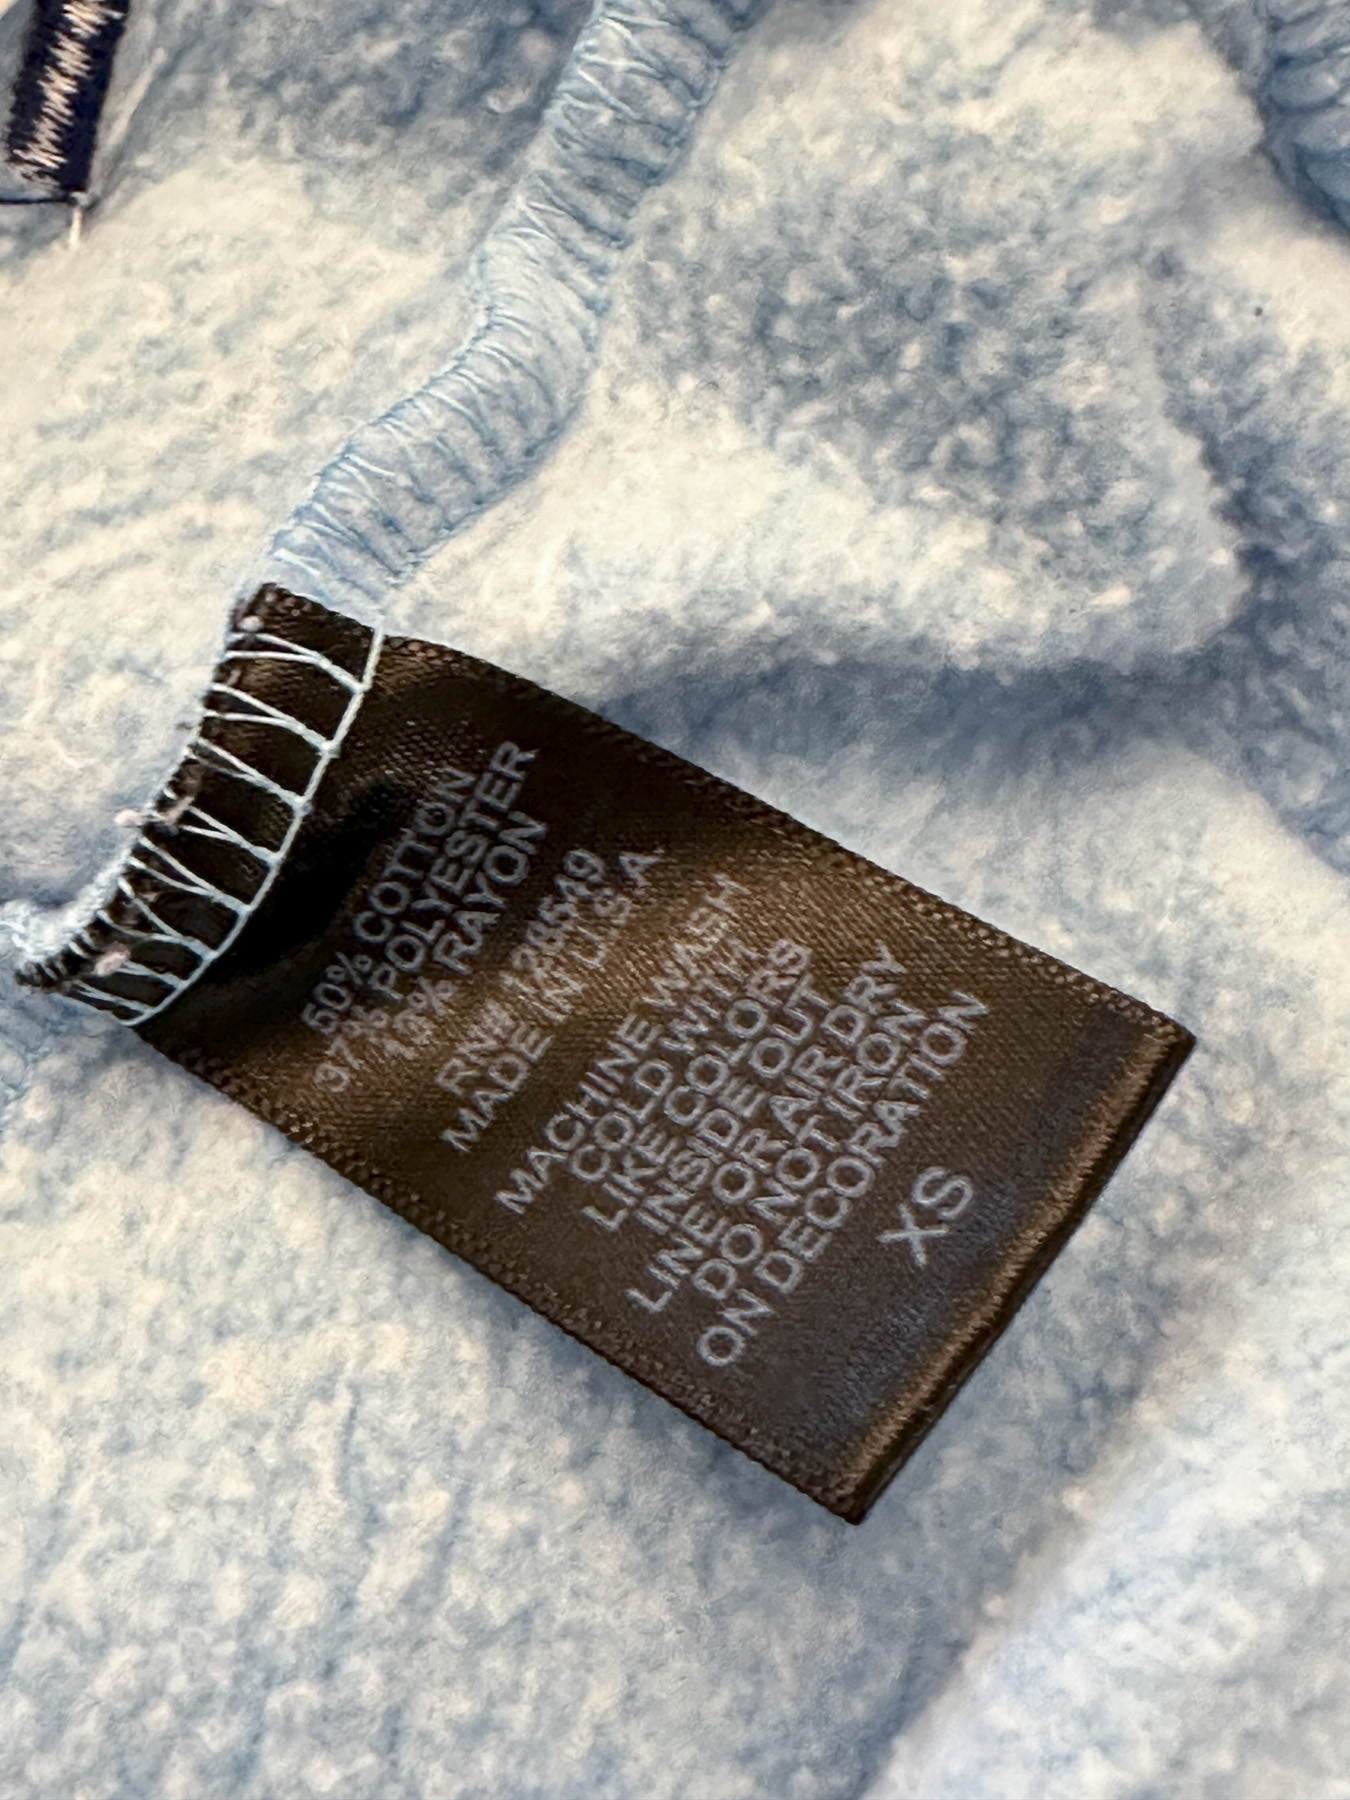 50% COTTON
37% POLYESTER
13% RAYON
RN# 128549
MADE IN U.S.A.
MACHINE WASH
COLD WITH
LIKE COLORS
INSIDE OUT
LINE OR AIR DRY
DO NOT IRON
ON DECORATION
XS